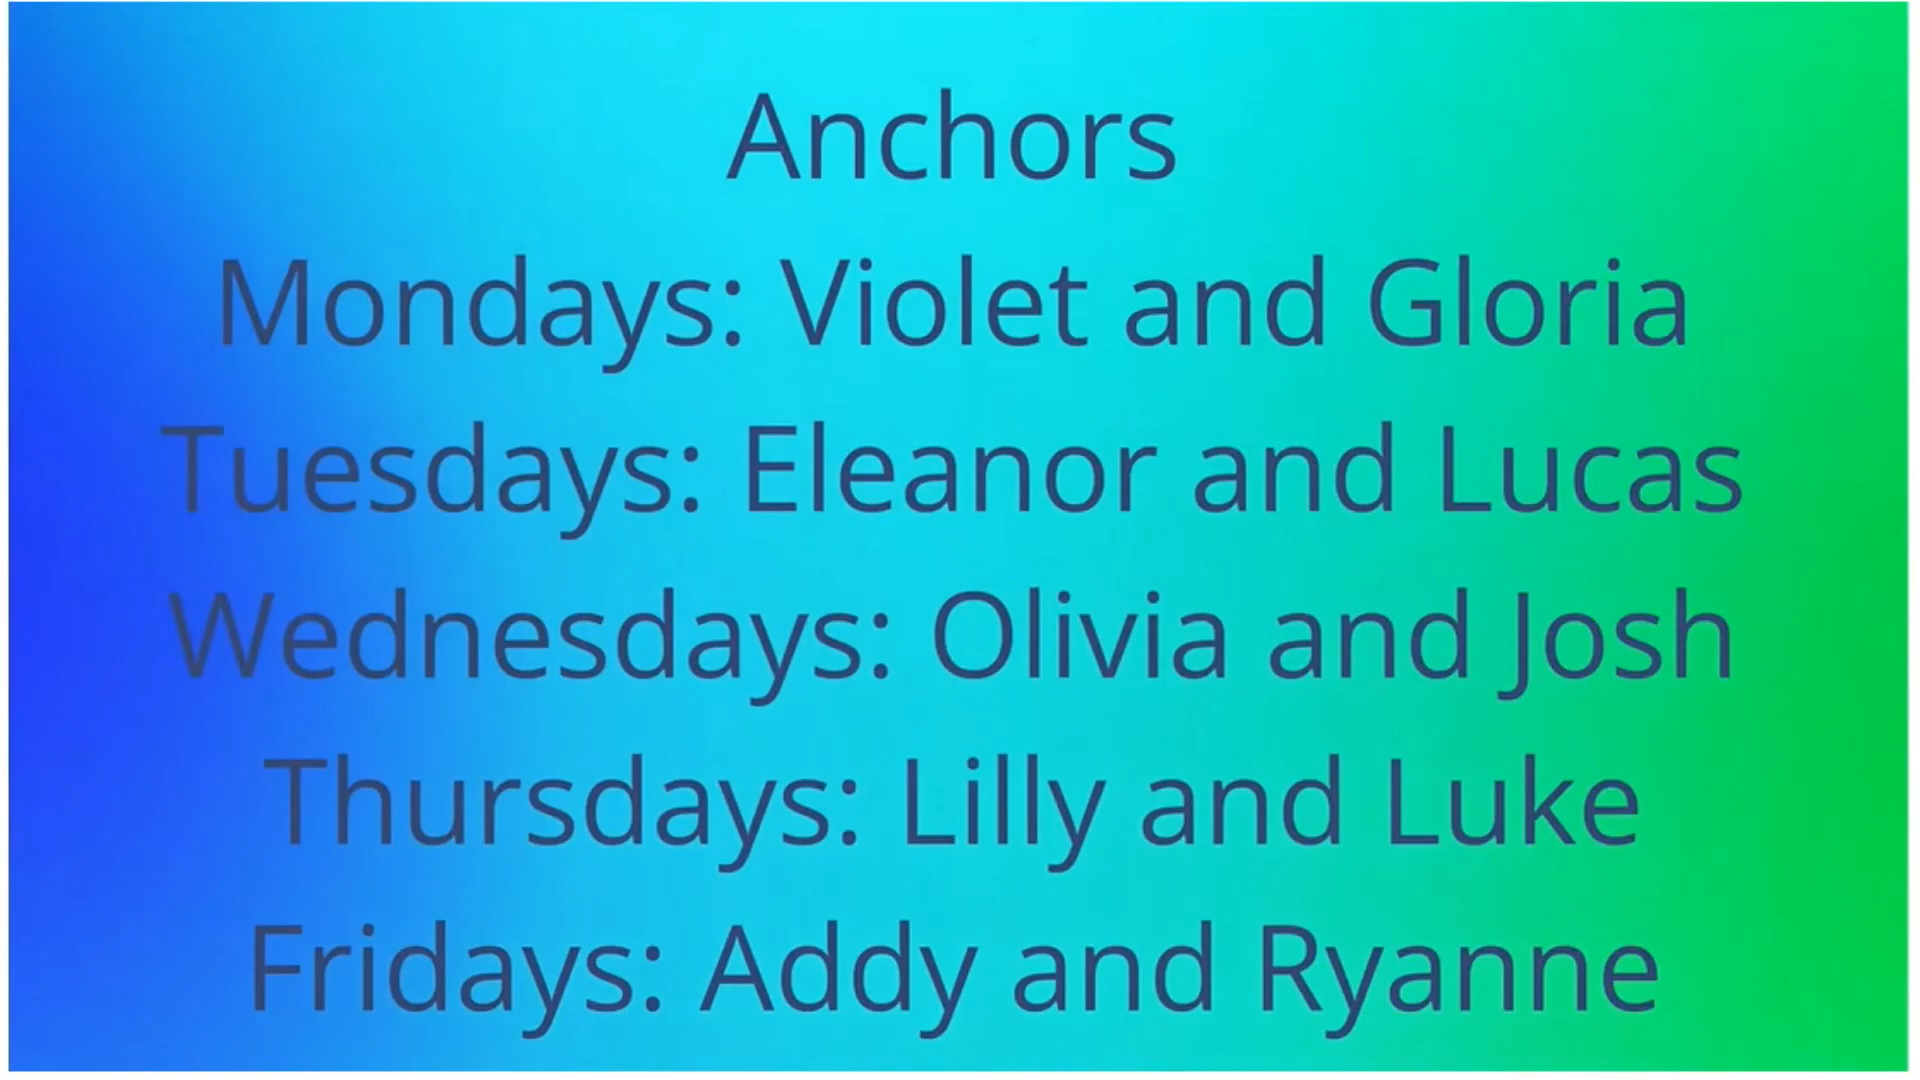 Anchors
Mondays: Violet and Gloria
Tuesdays: Eleanor and Lucas
Wednesdays: Olivia and Josh
Thursdays: Lilly and Luke
Fridays: Addy and Ryanne